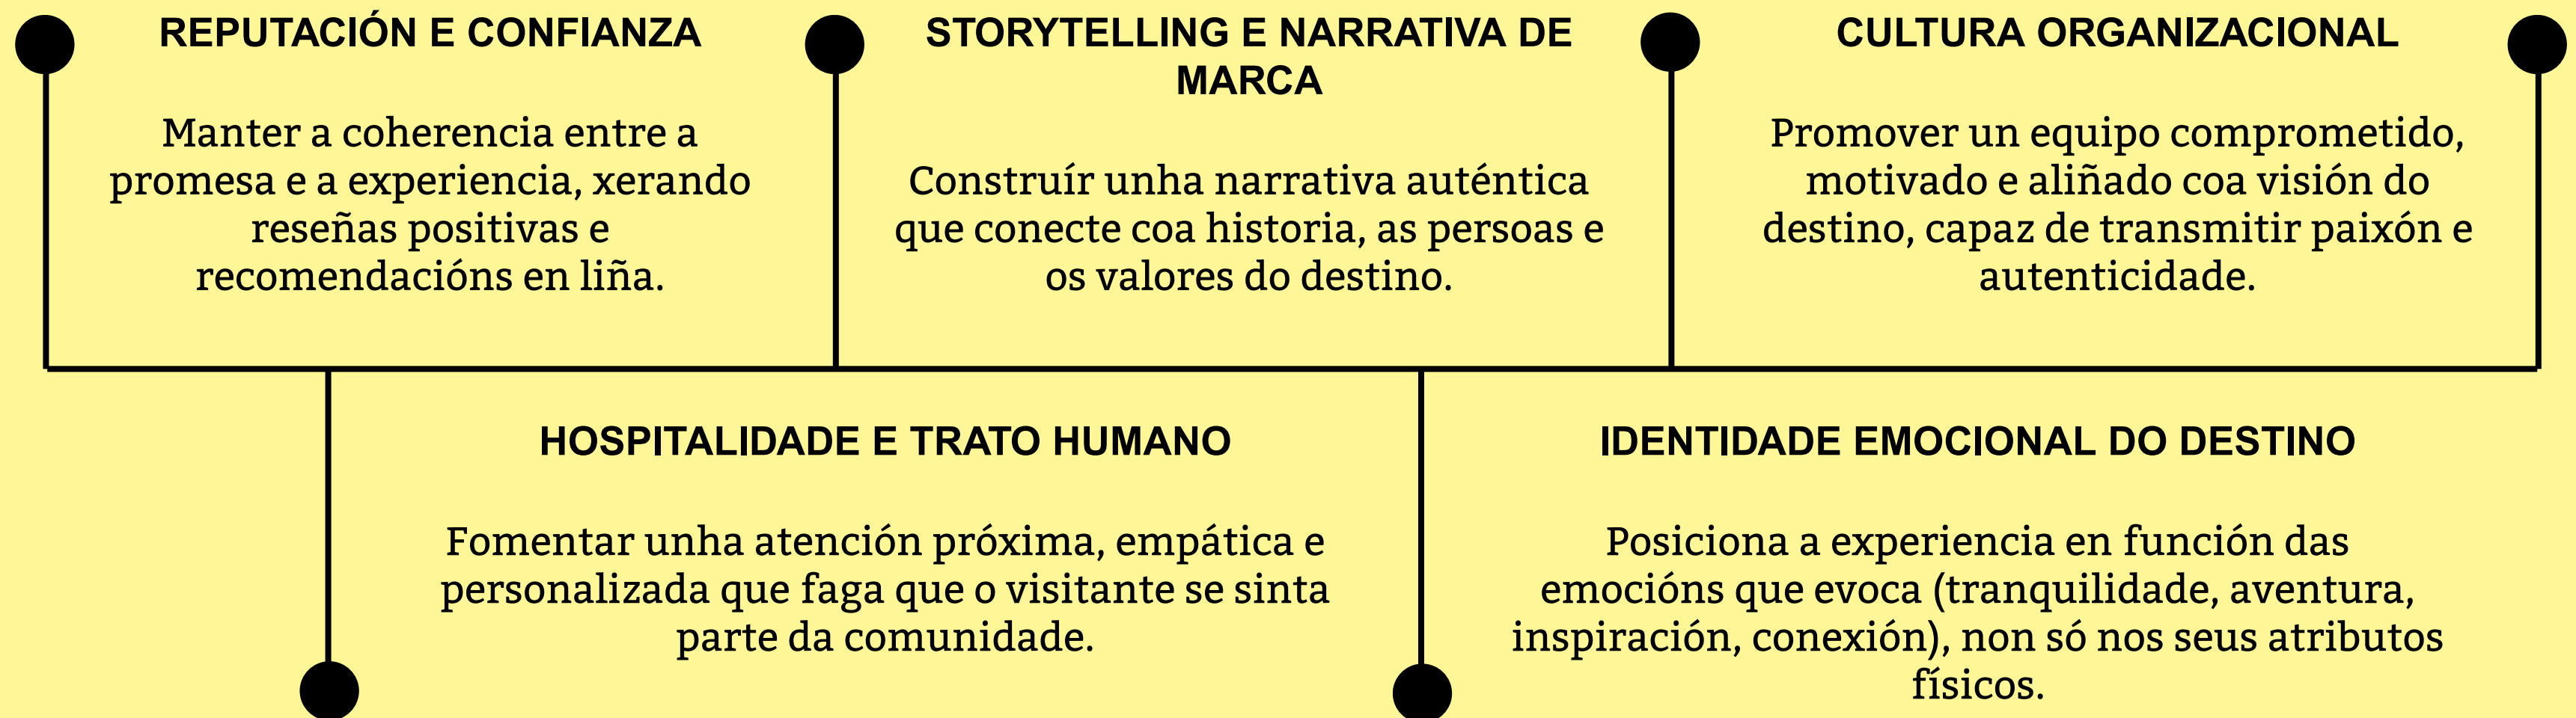 REPUTACIÓN E CONFIANZA
Manter a coherencia entre a
promesa e a experiencia, xerando
reseñas positivas e
recomendacións en liña.
STORYTELLING E NARRATIVA DE
MARCA
Construír unha narrativa auténtica
que conecte coa historia, as persoas e
os valores do destino.
CULTURA ORGANIZACIONAL
Promover un equipo comprometido,
motivado e aliñado coa visión do
destino, capaz de transmitir paixón e
autenticidade.
HOSPITALIDADE E TRATO HUMANO
Fomentar unha atención próxima, empática e
personalizada que faga que o visitante se sinta
parte da comunidade.
IDENTIDADE EMOCIONAL DO DESTINO
Posiciona a experiencia en función das
emocións que evoca (tranquilidade, aventura,
inspiración, conexión), non só nos seus atributos
físicos.